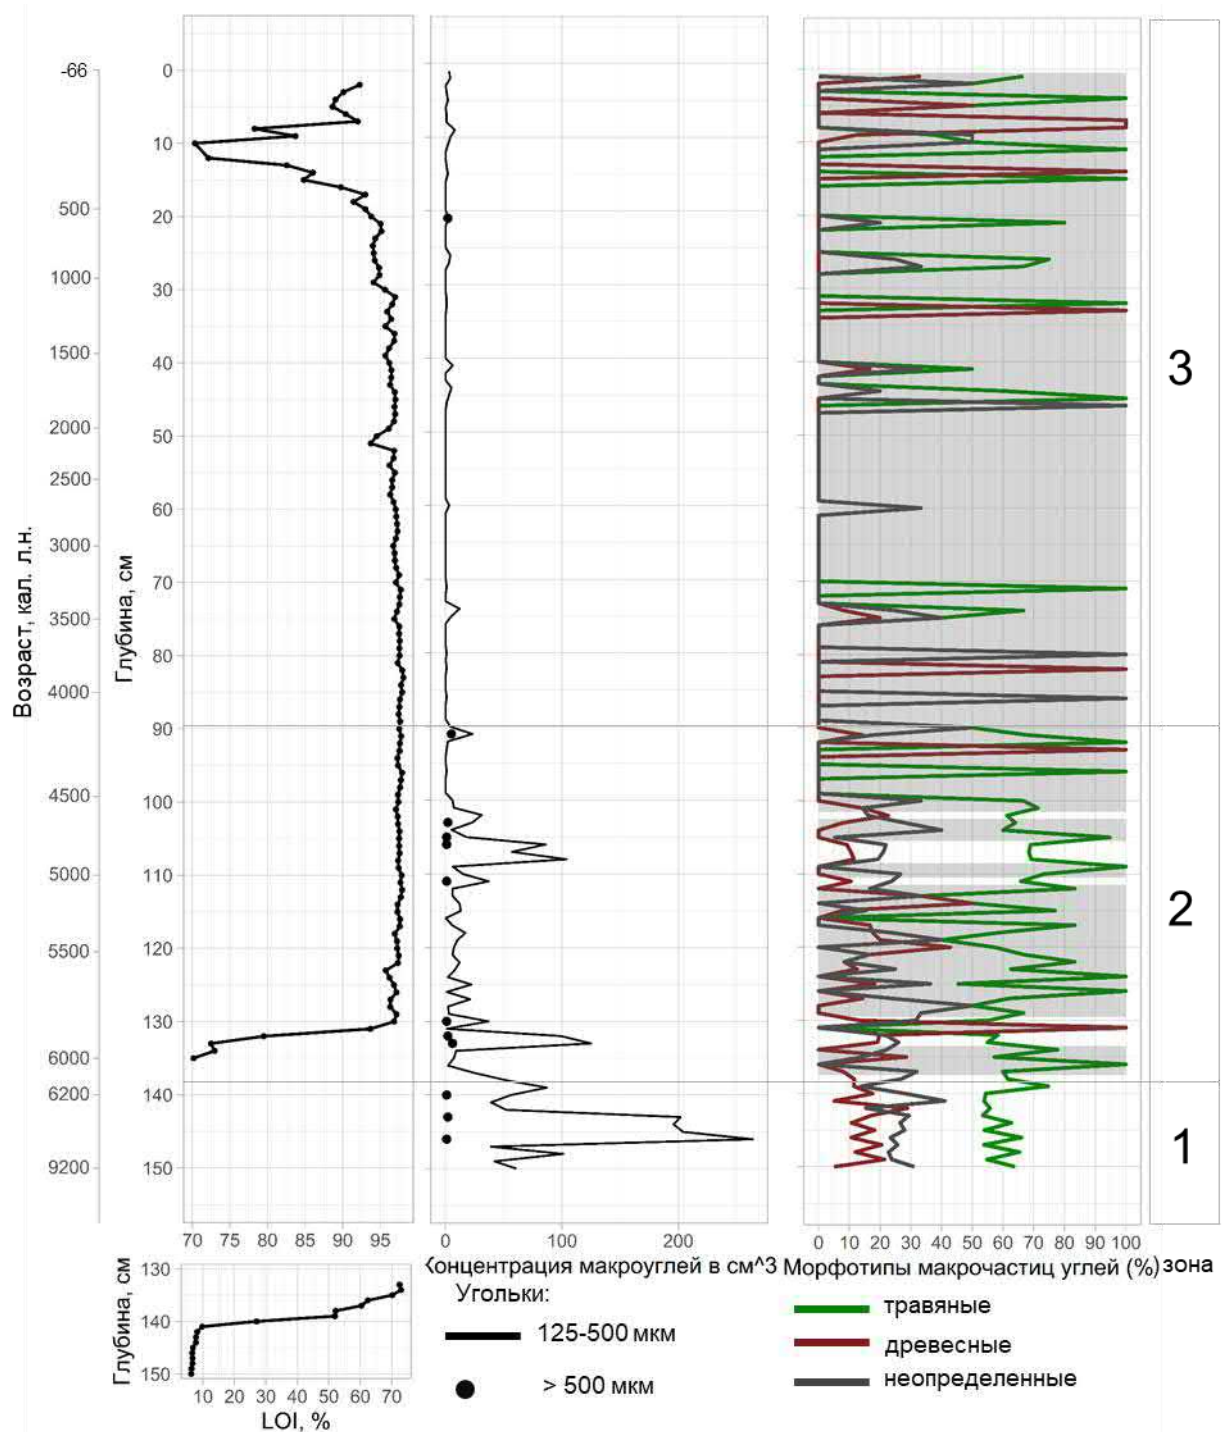 -66
500
1000
1500
2000
2500
3000
3500
4000
4500
5000
5500
6000
6200
9200
Возраст, кал. л.н.
0
10
20
30
40
50
60
70
80
90
100
110
120
130
140
150
Глубина, см
70 75 80 85 90 95
0 100 200
0 10 20 30 40 50 60 70 80 90 100
3
2
1
Концентрация макроуглей в см^3
Морфотипы макрочастиц углей (%)
зона
130
140
150
Глубина, см
10 20 30 40 50 60 70
LOI, %
Угольки:
125-500 мкм
> 500 мкм
травяные
древесные
неопределенные